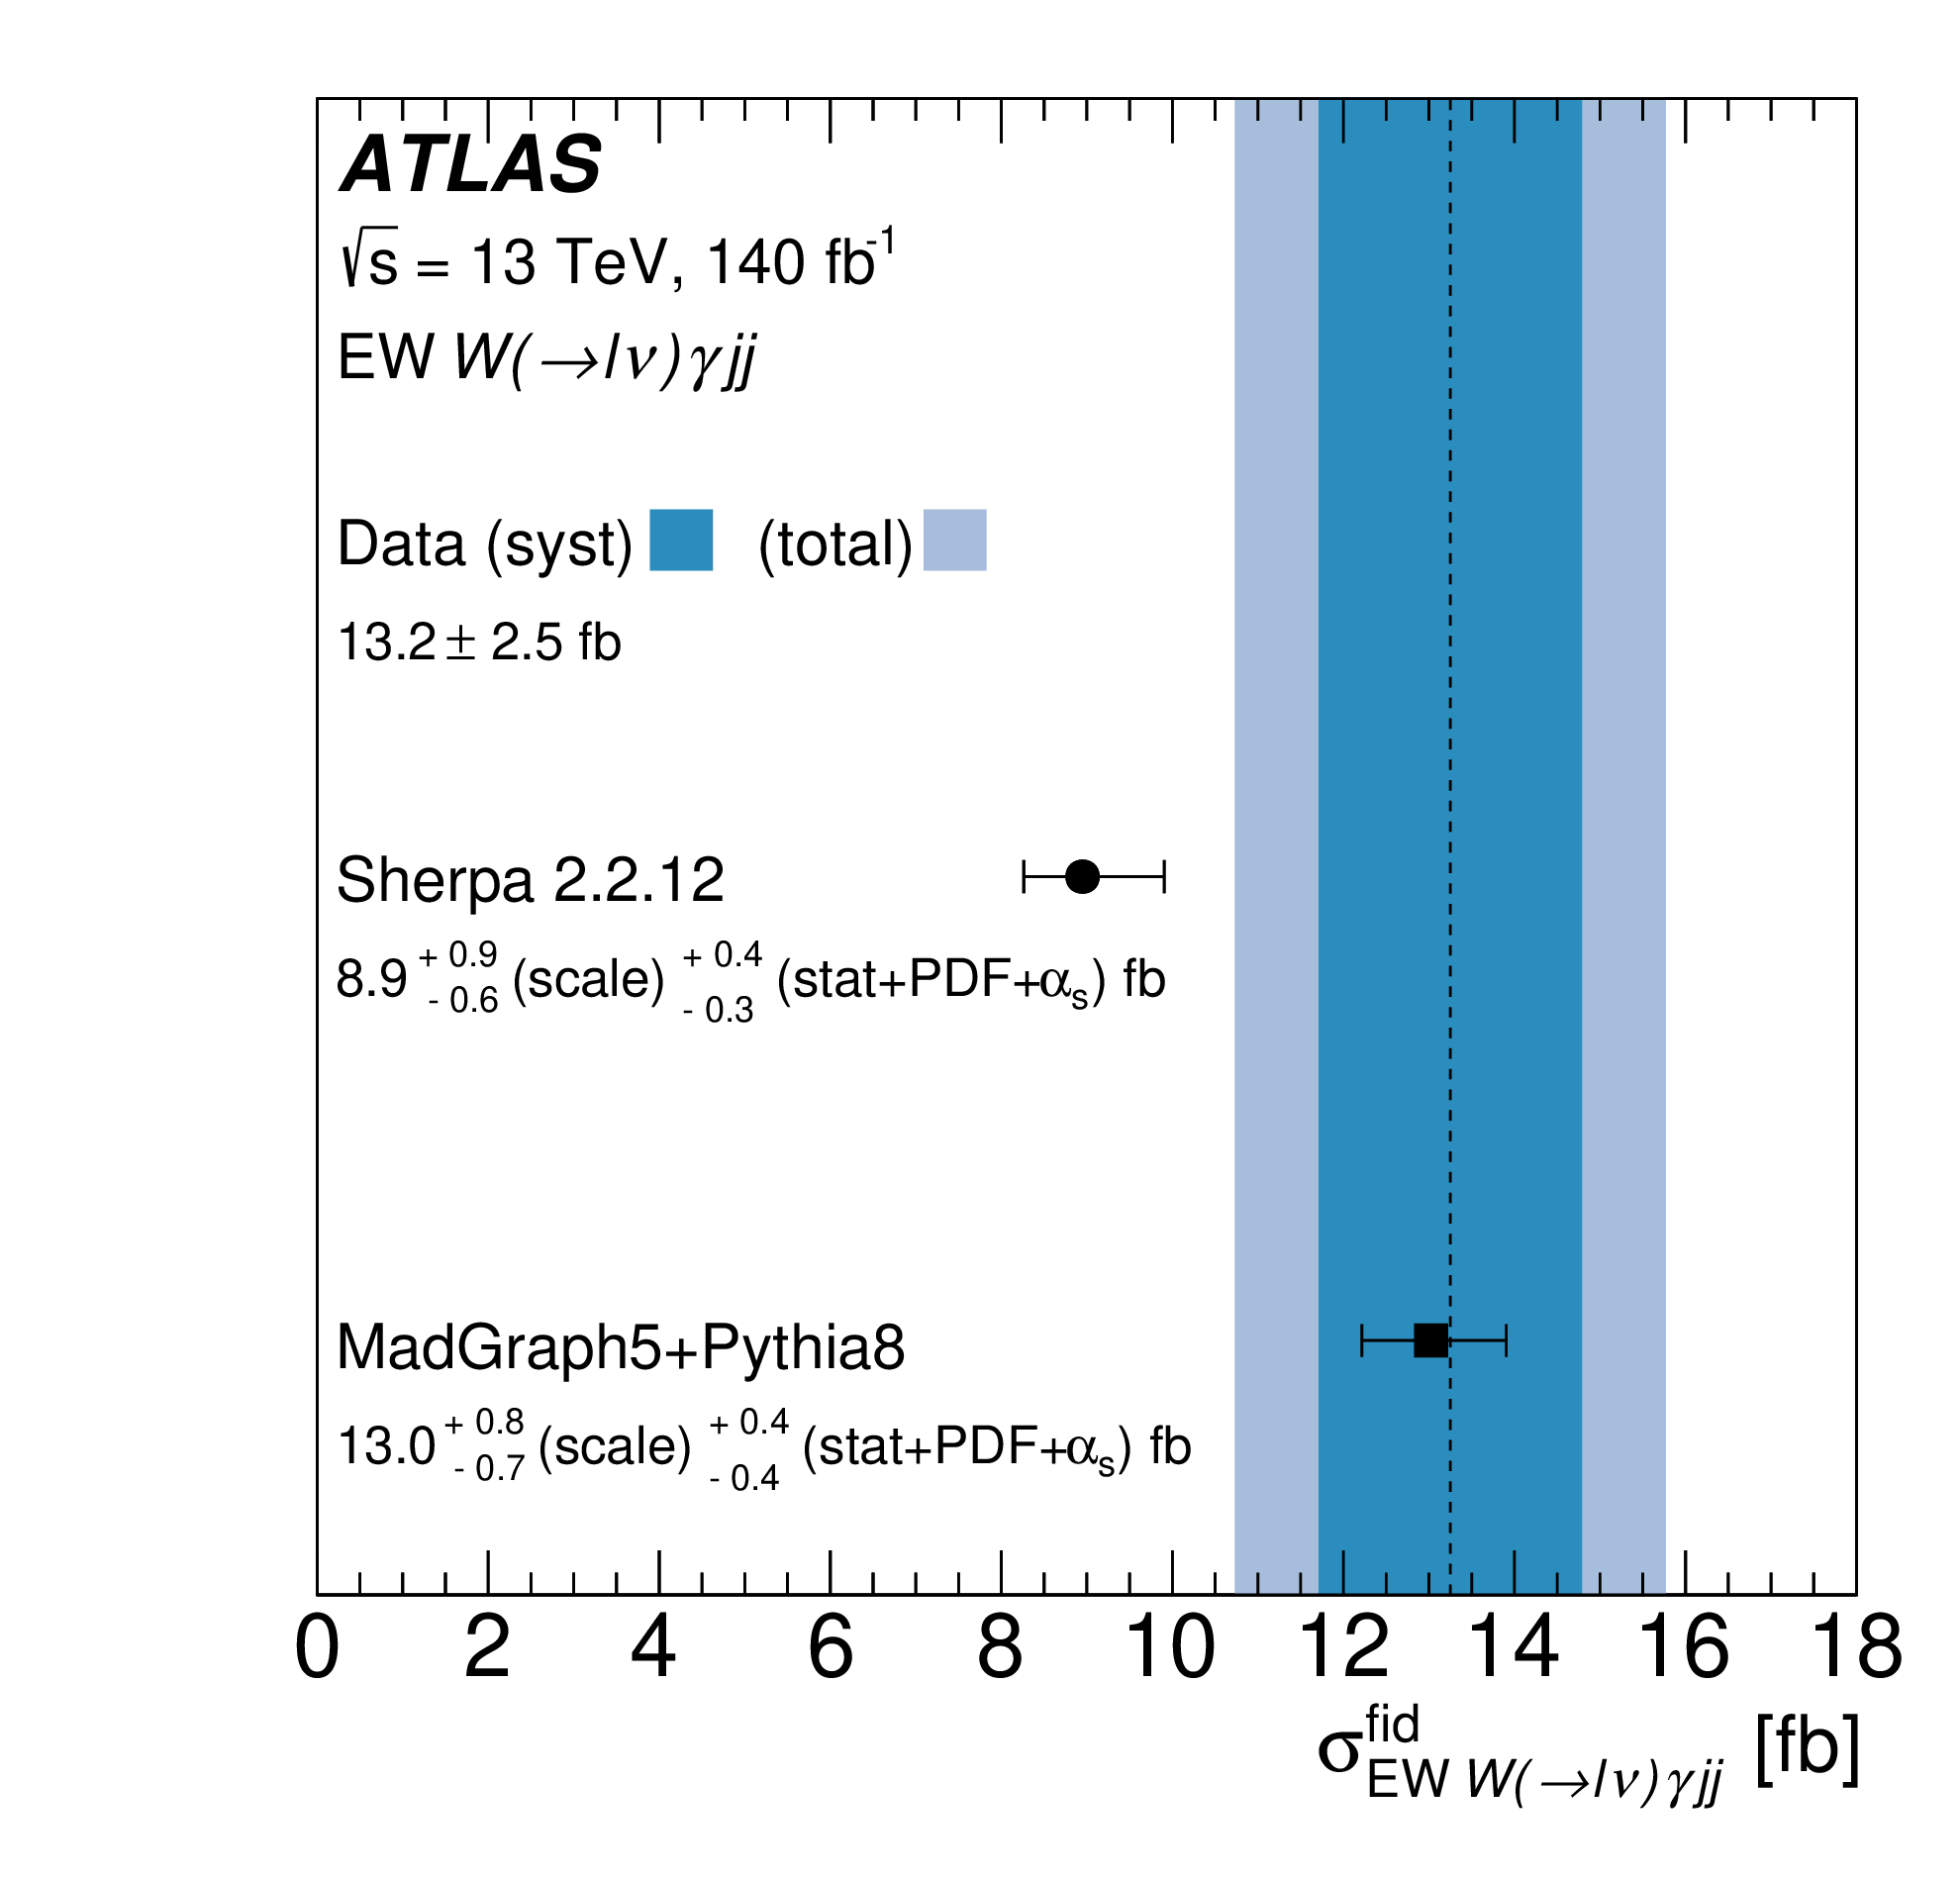 ATLAS
√s = 13 TeV, 140 fb⁻¹
EW W(→lν)γjj
Data (syst) (total)
13.2 ± 2.5 fb
Sherpa 2.2.12
8.9 + 0.9 - 0.6 (scale) + 0.4 - 0.3 (stat+PDF+αs) fb
MadGraph5+Pythia8
13.0 + 0.8 - 0.7 (scale) + 0.4 - 0.4 (stat+PDF+αs) fb
0 2 4 6 8 10 12 14 16 18
σ fid EW W(→lν)γjj [fb]